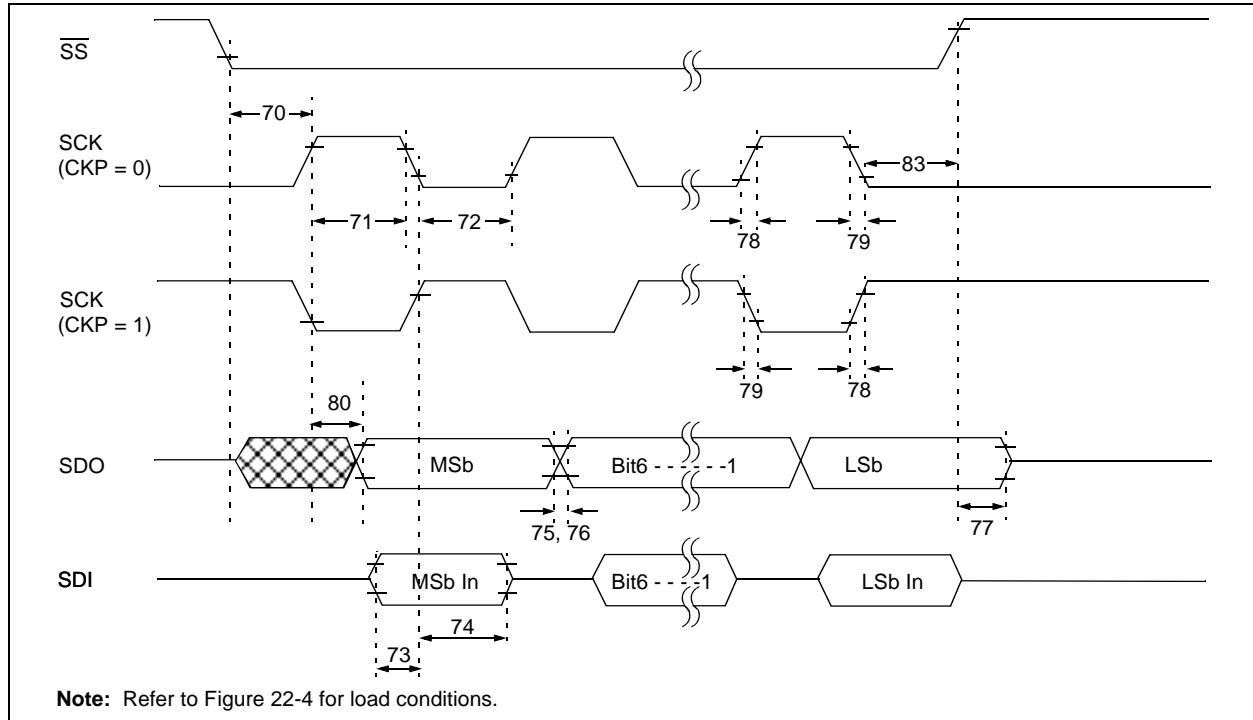 SS
70
SCK
(CKP = 0)
83
71
72
78
79
SCK
(CKP = 1)
79
78
80
SDO
MSb
Bit6 - - - - - -1
LSb
75, 76
77
SDI
MSb In
Bit6 - - - -1
LSb In
74
73
Note: Refer to Figure 22-4 for load conditions.